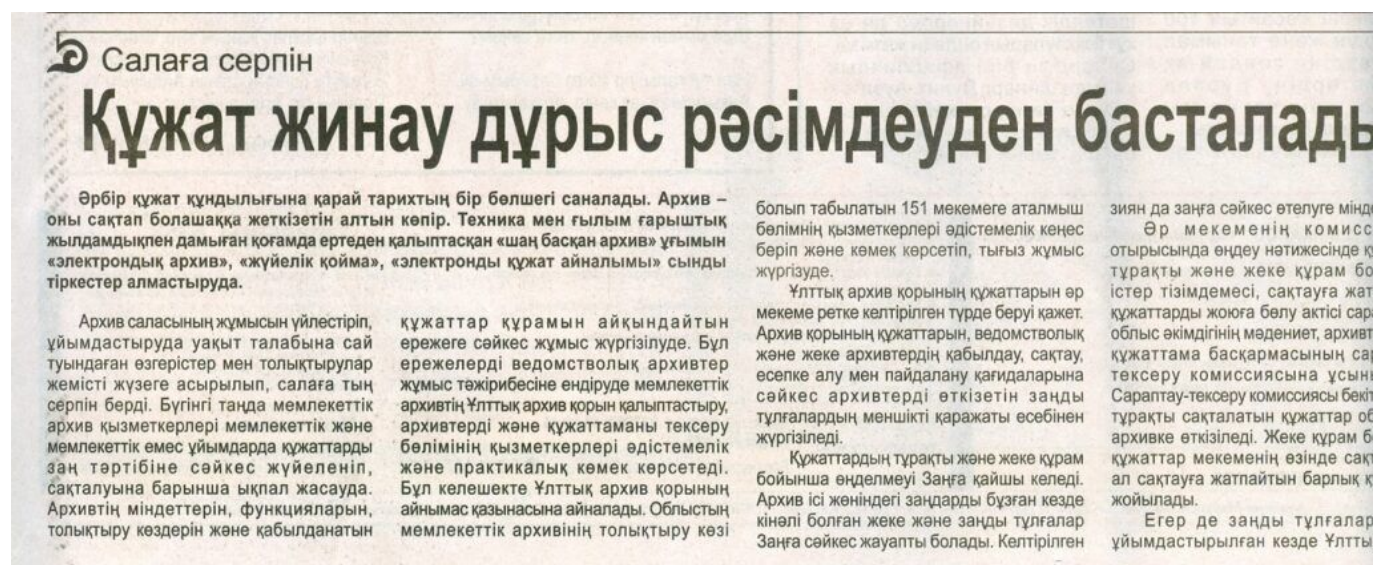 Салаға серпін
Құжат жинау дұрыс рәсімдеуден басталады
Әрбір құжат құндылығына қарай тарихтың бір бөлшегі саналады. Архив –
оны сақтап болашаққа жеткізетін алтын көпір. Техника мен ғылым ғарыштық
жылдамдықпен дамыған қоғамда ертеден қалыптасқан «шаң басқан архив» ұғымын
«электрондық архив», «жүйелік қойма», «электронды құжат айналымы» сынды
тіркестер алмастыруда.
Архив саласының жұмысын үйлестіріп,
ұйымдастыруда уақыт талабына сай
туындаған өзгерістер мен толықтырулар
жемісті жүзеге асырылып, салаға тың
серпін берді. Бүгінгі таңда мемлекеттік
архив қызметкерлері мемлекеттік және
мемлекеттік емес ұйымдарда құжаттарды
заң тәртібіне сәйкес жүйеленіп,
сақталуына барынша ықпал жасауда.
Архивтің міндеттерін, функцияларын,
толықтыру көздерін және қабылданатын
құжаттар құрамын айқындайтын
ережеге сәйкес жұмыс жүргізілуде. Бұл
ережелерді ведомстволық архивтер
жұмыс тәжірибесіне ендіруде мемлекеттік
архивтің Ұлттық архив қорын қалыптастыру,
архивтерді және құжаттаманы тексеру
бөлімінің қызметкерлері әдістемелік
және практикалық көмек көрсетеді.
Бұл келешекте Ұлттық архив қорының
айнымас қазынасына айналады. Облыстың
мемлекеттік архивінің толықтыру көзі
болып табылатын 151 мекемеге аталмыш
бөлімнің қызметкерлері әдістемелік кеңес
беріп және көмек көрсетіп, тығыз жұмыс
жүргізуде.
Ұлттық архив қорының құжаттарын әр
мекеме ретке келтірілген түрде беруі қажет.
Архив қорының құжаттарын, ведомстволық
және жеке архивтердің қабылдау, сақтау,
есепке алу мен пайдалану қағидаларына
сәйкес архивтерді өткізетін заңды
тұлғалардың меншікті қаражаты есебінен
жүргізіледі.
Құжаттардың тұрақты және жеке құрам
бойынша өңделмеуі Заңға қайшы келеді.
Архив ісі жөніндегі заңдарды бұзған кезде
кінәлі болған жеке және заңды тұлғалар
Заңға сәйкес жауапты болады. Келтірілген
зиян да заңға сәйкес өтелуге
Әр мекеменің
отырысында өңдеу нәтижесінде
тұрақты және жеке құрам
істер тізімдемесі, сақтауға
құжаттарды жоюға бөлу актісі
облыс әкімдігінің мәдениет,
құжаттама басқармасының
тексеру комиссиясына
Сараптау-тексеру комиссиясы
тұрақты сақталатын құжаттар
архивке өткізіледі. Жеке құрам
құжаттар мекеменің өзінде
ал сақтауға жатпайтын барлық
жойылады.
Егер де заңды
ұйымдастырылған кезде